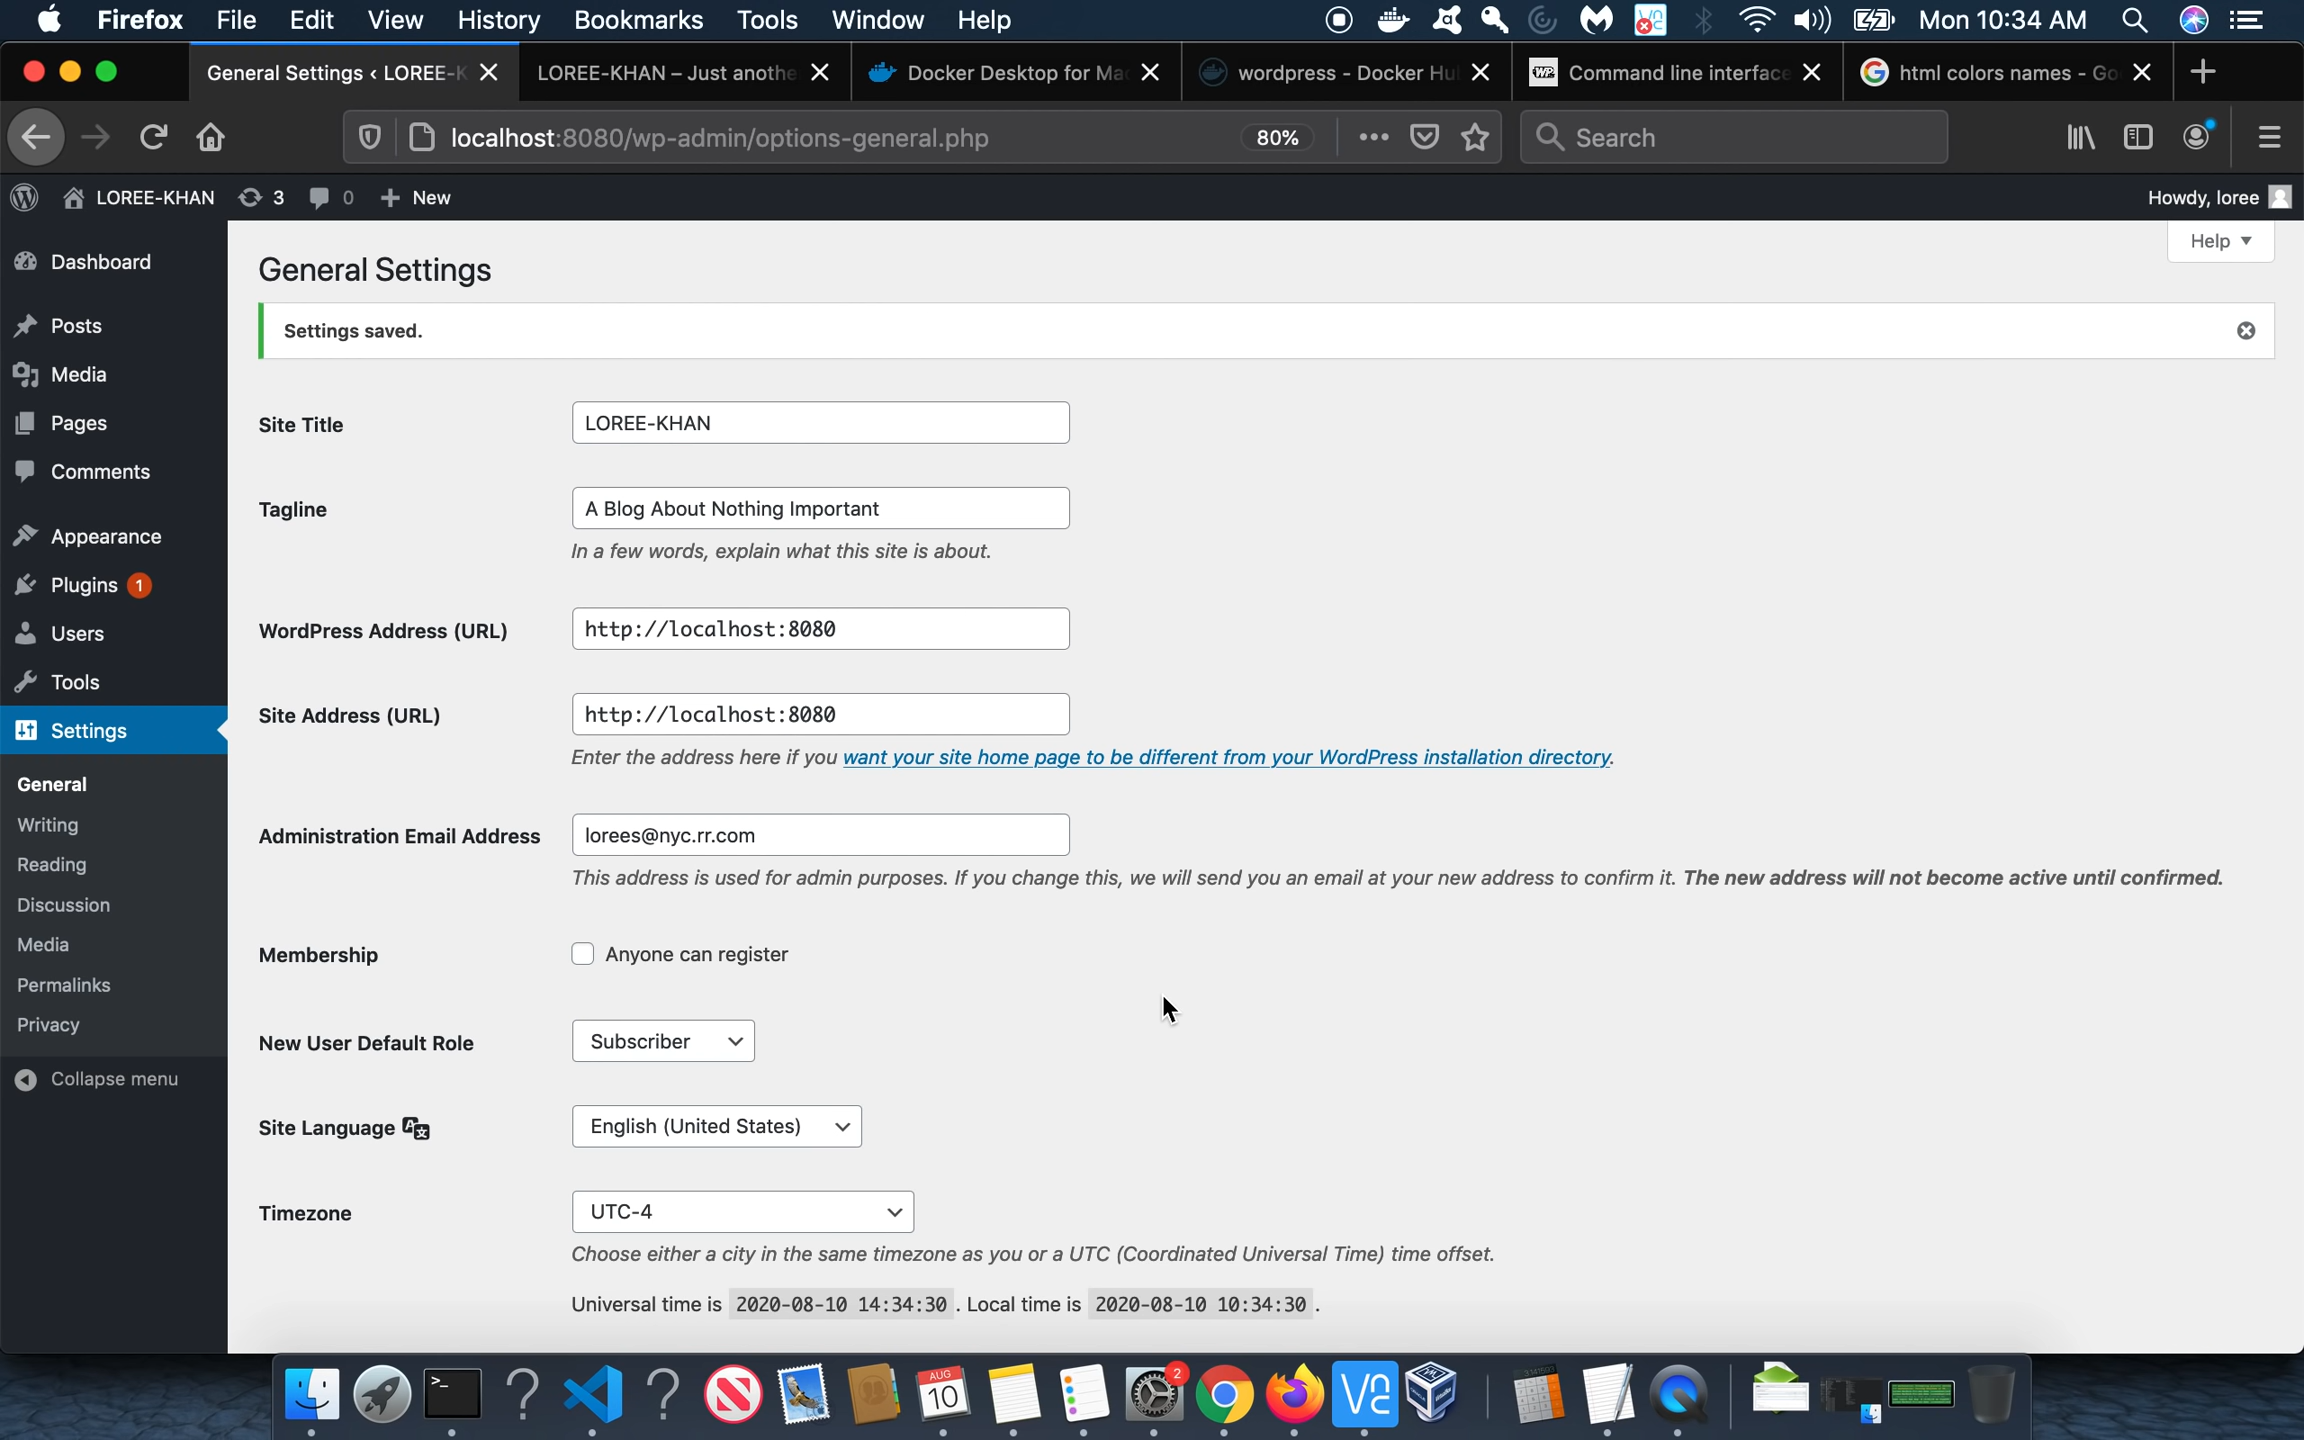 Firefox File Edit View History Bookmarks Tools Window Help Mon 10:34 AM
General Settings ‹ LOREE-K LOREE-KHAN – Just anothe Docker Desktop for Ma wordpress - Docker Hu Command line interface html colors names - Go
localhost:8080/wp-admin/options-general.php 80% Search
LOREE-KHAN 3 0 + New Howdy, loree
Help
Dashboard
Posts
Media
Pages
Comments
Appearance
Plugins 1
Users
Tools
Settings
General
Writing
Reading
Discussion
Media
Permalinks
Privacy
Collapse menu
General Settings
Settings saved.
Site Title LOREE-KHAN
Tagline A Blog About Nothing Important
In a few words, explain what this site is about.
WordPress Address (URL) http://localhost:8080
Site Address (URL) http://localhost:8080
Enter the address here if you want your site home page to be different from your WordPress installation directory.
Administration Email Address lorees@nyc.rr.com
This address is used for admin purposes. If you change this, we will send you an email at your new address to confirm it. The new address will not become active until confirmed.
Membership Anyone can register
New User Default Role Subscriber
Site Language English (United States)
Timezone UTC-4
Choose either a city in the same timezone as you or a UTC (Coordinated Universal Time) time offset.
Universal time is 2020-08-10 14:34:30 . Local time is 2020-08-10 10:34:30 .
AUG
10
2